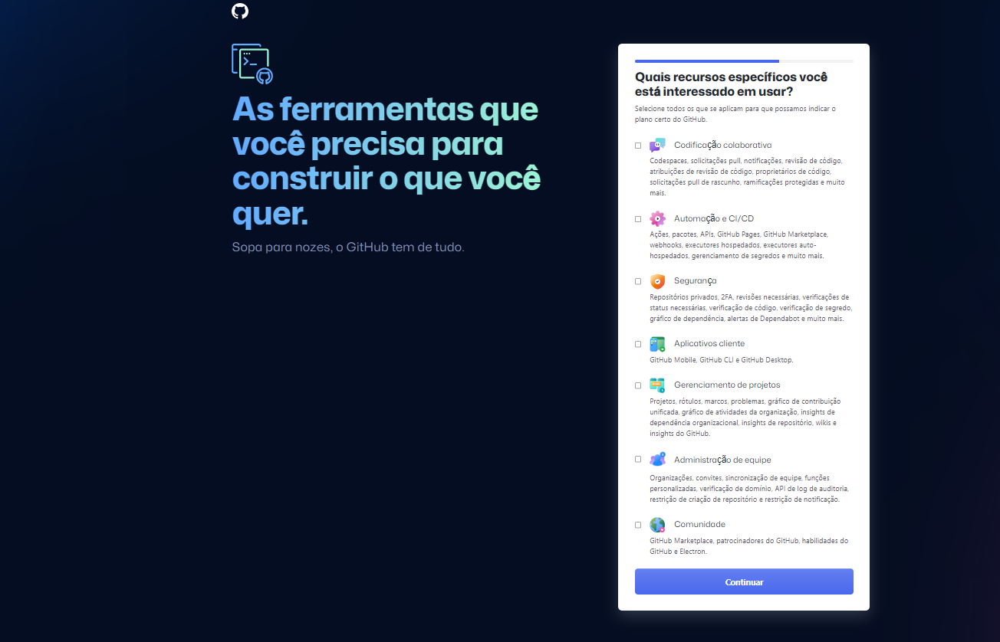 As ferramentas que
você precisa para
construir o que você
quer.
Sopa para nozes, o GitHub tem de tudo.
Quais recursos específicos você
está interessado em usar?
Selecione todos os que se aplicam para que possamos indicar o
plano certo do GitHub.
Codificação colaborativa
Codespaces, solicitações pull, notificações, revisão de código,
atribuições de revisão de código, proprietários de código,
solicitações pull de rascunho, ramificações protegidas e muito
mais.
Automação e CI/CD
Ações, pacotes, APIs, GitHub Pages, GitHub Marketplace,
webhooks, executores hospedados, executores auto-
hospedados, gerenciamento de segredos e muito mais.
Segurança
Repositórios privados, 2FA, revisões necessárias, verificações de
status necessárias, verificação de código, verificação de segredo,
gráfico de dependência, alertas de Dependabot e muito mais.
Aplicativos cliente
GitHub Mobile, GitHub CLI e GitHub Desktop.
Gerenciamento de projetos
Projetos, rótulos, marcos, problemas, gráfico de contribuição
unificada, gráfico de atividades da organização, insights de
dependência organizacional, insights de repositório, wikis e
insights do GitHub.
Administração de equipe
Organizações, convites, sincronização de equipe, funções
personalizadas, verificação de domínio, API de log de auditoria,
restrição de criação de repositório e restrição de notificação.
Comunidade
GitHub Marketplace, patrocinadores do GitHub, habilidades do
GitHub e Electron.
Continuar